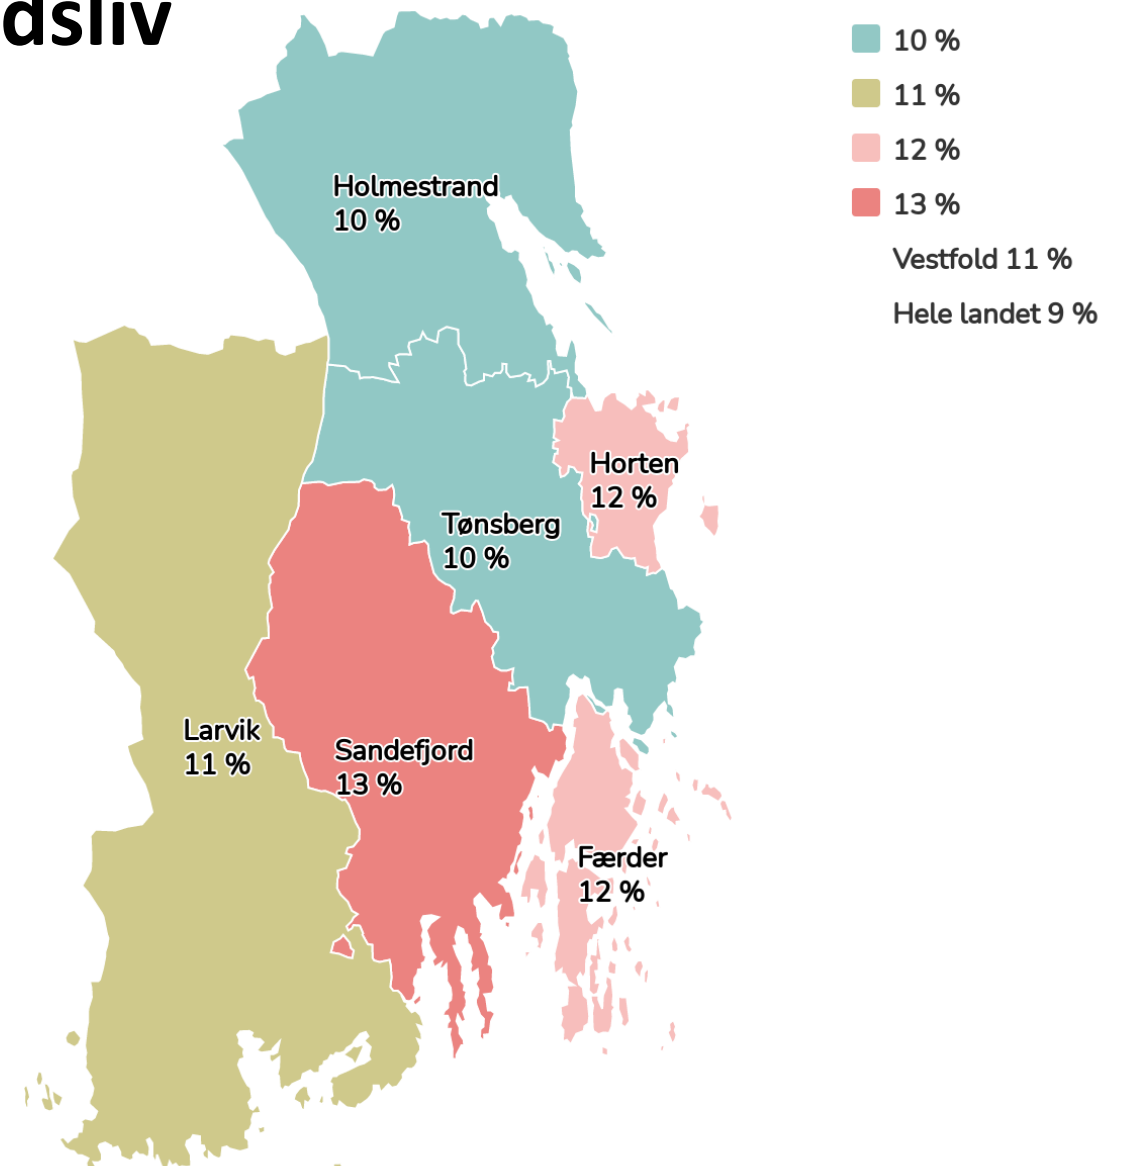 dsliv
10 %
11 %
12 %
13 %
Vestfold 11 %
Hele landet 9 %
Holmestrand
10 %
Horten
12 %
Tønsberg
10 %
Larvik
11 %
Sandefjord
13 %
Færder
12 %